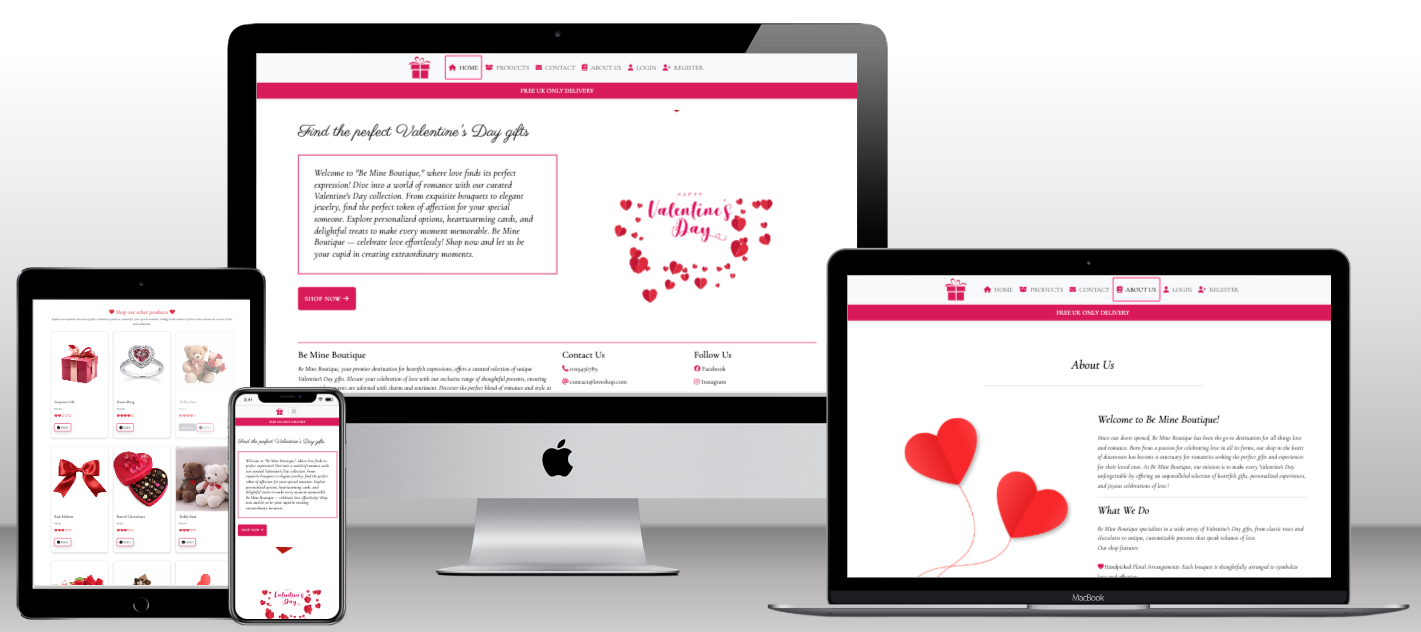 HOME PRODUCTS CONTACT ABOUT US LOGIN REGISTER
FREE UK ONLY DELIVERY
Find the perfect Valentine's Day gifts
Welcome to "Be Mine Boutique," where love finds its perfect
expression! Dive into a world of romance with our curated
Valentine's Day collection. From exquisite bouquets to elegant
jewelry, find the perfect token of affection for your special
someone. Explore personalized options, heartwarming cards, and
delightful treats to make every moment memorable. Be Mine
Boutique — celebrate love effortlessly! Shop now and let us be
your cupid in creating extraordinary moments.
SHOP NOW
HAPPY
Valentine's
Day
Be Mine Boutique
Be Mine Boutique, your premier destination for heartfelt expressions, offers a curated selection of unique
Valentine's Day gifts. Elevate your celebration of love with our exclusive range of thoughtful presents, ensuring
are adorned with charm and sentiment. Discover the perfect blend of romance and style at
Contact Us
0123456789
contact@loveshop.com
Follow Us
Facebook
Instagram
Shop our other products
Surprise Gift
Heart Ring
Teddy Bear
Red Ribbon
Boxed Chocolates
Teddy Bear
FREE UK ONLY DELIVERY
Find the perfect Valentine's Day gifts
Welcome to "Be Mine Boutique," where love finds its
perfect expression! Dive into a world of romance with
our curated Valentine's Day collection. From
exquisite bouquets to elegant jewelry, find the perfect
token of affection for your special someone. Explore
personalized options, heartwarming cards, and
delightful treats to make every moment memorable.
Be Mine Boutique — celebrate love effortlessly! Shop
now and let us be your cupid in creating
extraordinary moments.
SHOP NOW
Valentine's
Day
HOME PRODUCTS CONTACT ABOUT US LOGIN REGISTER
FREE UK ONLY DELIVERY
About Us
Welcome to Be Mine Boutique!
Since our doors opened, Be Mine Boutique has been the go-to destination for all things love
and romance. Born from a passion for celebrating love in all its forms, our shop in the heart
of downtown has become a sanctuary for romantics seeking the perfect gifts and experiences
for their loved ones. At Be Mine Boutique, our mission is to make every Valentine's Day
unforgettable by offering an unparalleled selection of heartfelt gifts, personalized experiences,
and joyous celebrations of love!
What We Do
Be Mine Boutique specializes in a wide array of Valentine's Day gifts, from classic roses and
chocolates to unique, customizable presents that speak volumes of love.
Our shop features:
Handpicked Floral Arrangements: Each bouquet is thoughtfully arranged to symbolize
MacBook